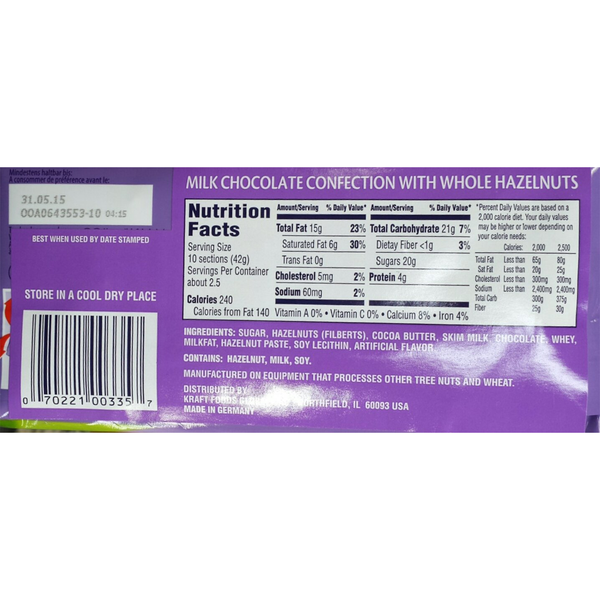 Mindestens haltbar bis:
A consommer de préférence avant le:
31.05.15
OOA0643553-10 04:15
BEST WHEN USED BY DATE STAMPED
STORE IN A COOL DRY PLACE
0 70221 00335 7
MILK CHOCOLATE CONFECTION WITH WHOLE HAZELNUTS
Nutrition
Facts
Serving Size
10 sections (42g)
Servings Per Container
about 2.5
Calories 240
Calories from Fat 140
Amount/Serving % Daily Value*
Total Fat 15g 23%
Saturated Fat 6g 30%
Trans Fat 0g
Cholesterol 5mg 2%
Sodium 60mg 2%
Amount/Serving % Daily Value*
Total Carbohydrate 21g 7%
Dietary Fiber <1g 3%
Sugars 20g
Protein 4g
Vitamin A 0% • Vitamin C 0% • Calcium 8% • Iron 4%
*Percent Daily Values are based on a
2,000 calorie diet. Your daily values
may be higher or lower depending on
your calorie needs:
Calories: 2,000 2,500
Total Fat Less than 65g 80g
Sat Fat Less than 20g 25g
Cholesterol Less than 300mg 300mg
Sodium Less than 2,400mg 2,400mg
Total Carb 300g 375g
Fiber 25g 30g
INGREDIENTS: SUGAR, HAZELNUTS (FILBERTS), COCOA BUTTER, SKIM MILK, CHOCOLATE, WHEY,
MILKFAT, HAZELNUT PASTE, SOY LECITHIN, ARTIFICIAL FLAVOR.
CONTAINS: HAZELNUT, MILK, SOY.
MANUFACTURED ON EQUIPMENT THAT PROCESSES OTHER TREE NUTS AND WHEAT.
DISTRIBUTED BY
KRAFT FOODS NORTHFIELD, IL 60093 USA
MADE IN GERMANY